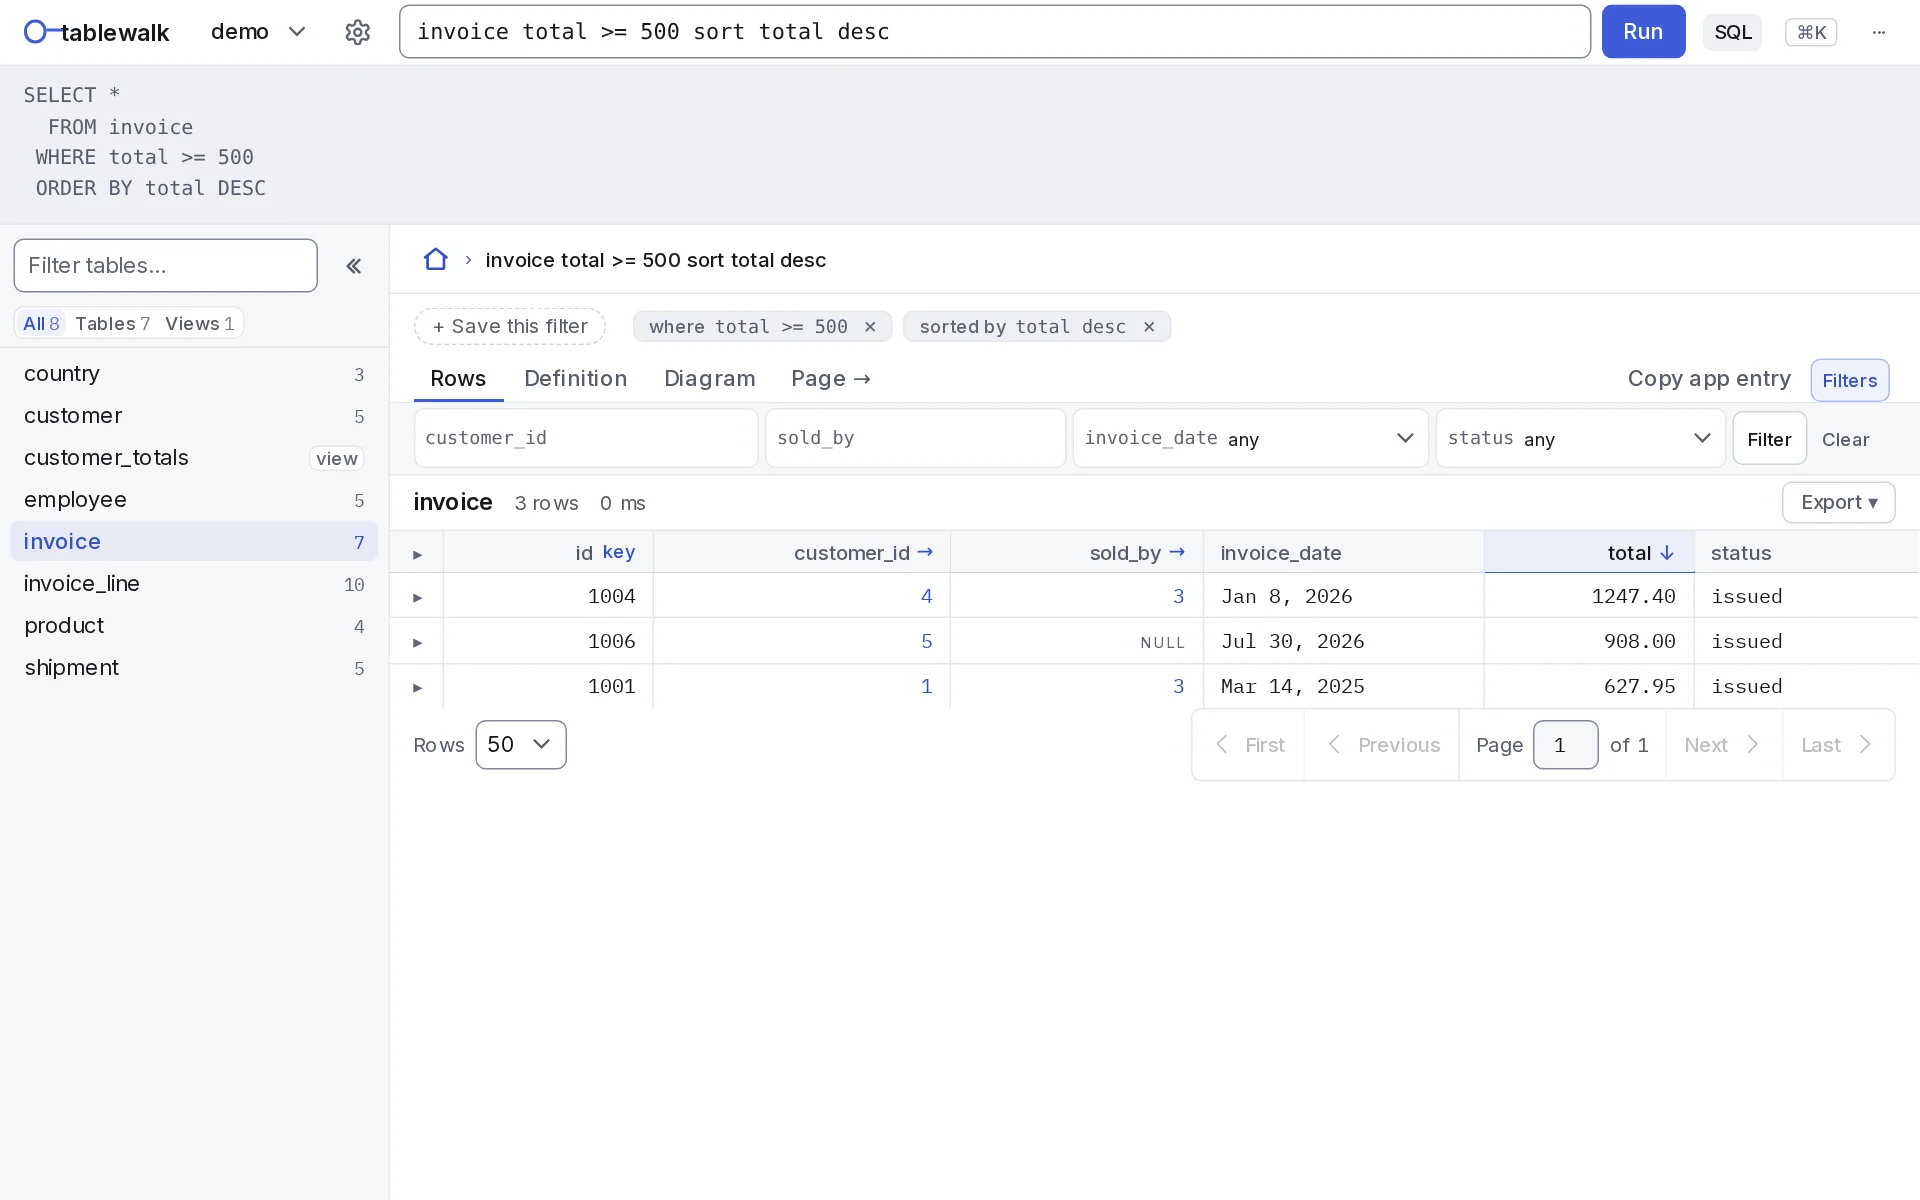 tablewalk demo invoice total >= 500 sort total desc Run SQL ⌘K ···
SELECT *
FROM invoice
WHERE total >= 500
ORDER BY total DESC
Filter tables... «
All 8 Tables 7 Views 1
country 3
customer 5
customer_totals view
employee 5
invoice 7
invoice_line 10
product 4
shipment 5
› invoice total >= 500 sort total desc
+ Save this filter where total >= 500 × sorted by total desc ×
Rows Definition Diagram Page → Copy app entry Filters
customer_id sold_by invoice_date any status any Filter Clear
invoice 3 rows 0 ms Export ▾
▸ id key customer_id → sold_by → invoice_date total ↓ status
▸ 1004 4 3 Jan 8, 2026 1247.40 issued
▸ 1006 5 NULL Jul 30, 2026 908.00 issued
▸ 1001 1 3 Mar 14, 2025 627.95 issued
Rows 50 First Previous Page 1 of 1 Next Last